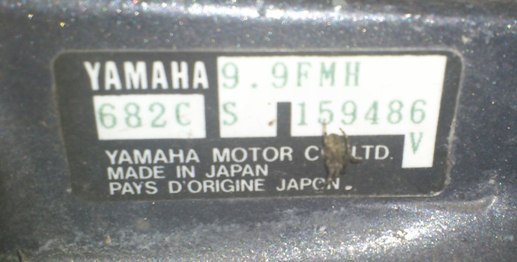 YAMAHA 9.9FMH
682C S 159486
V
YAMAHA MOTOR CO. LTD.
MADE IN JAPAN
PAYS D'ORIGINE JAPON.